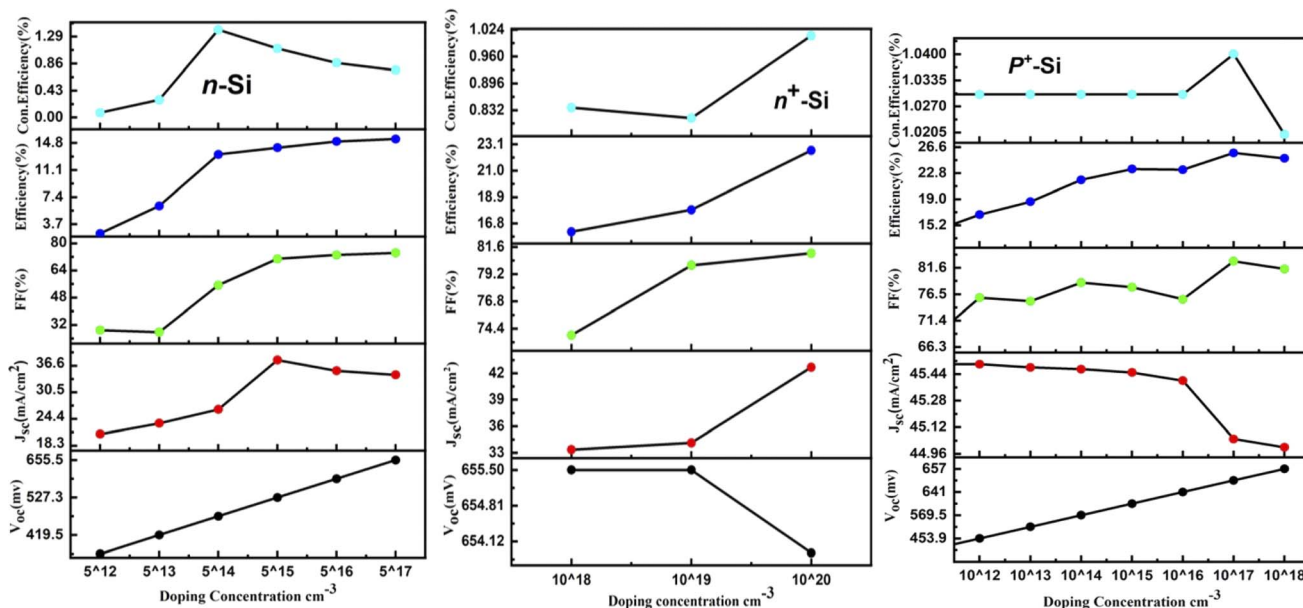 n-Si
Con.Efficiency(%)
1.29
0.86
0.43
0.00
Efficiency(%)
14.8
11.1
7.4
3.7
FF(%)
80
64
48
32
Jsc(mA/cm²)
36.6
30.5
24.4
18.3
Voc(mv)
655.5
527.3
419.5
5^12 5^13 5^14 5^15 5^16 5^17
Doping Concentration cm⁻³
n⁺-Si
Con.Efficiency(%)
1.024
0.960
0.896
0.832
Efficiency(%)
23.1
21.0
18.9
16.8
FF(%)
81.6
79.2
76.8
74.4
Jsc(mA/cm²)
42
39
36
33
Voc(mv)
655.50
654.81
654.12
10^18 10^19 10^20
Doping concentration cm⁻³
P⁺-Si
Con.Efficiency(%)
1.0400
1.0335
1.0270
1.0205
Efficiency(%)
26.6
22.8
19.0
15.2
FF(%)
81.6
76.5
71.4
66.3
Jsc(mA/cm²)
45.44
45.28
45.12
44.96
Voc(mv)
657
641
569.5
453.9
10^12 10^13 10^14 10^15 10^16 10^17 10^18
Doping Concentration cm⁻³